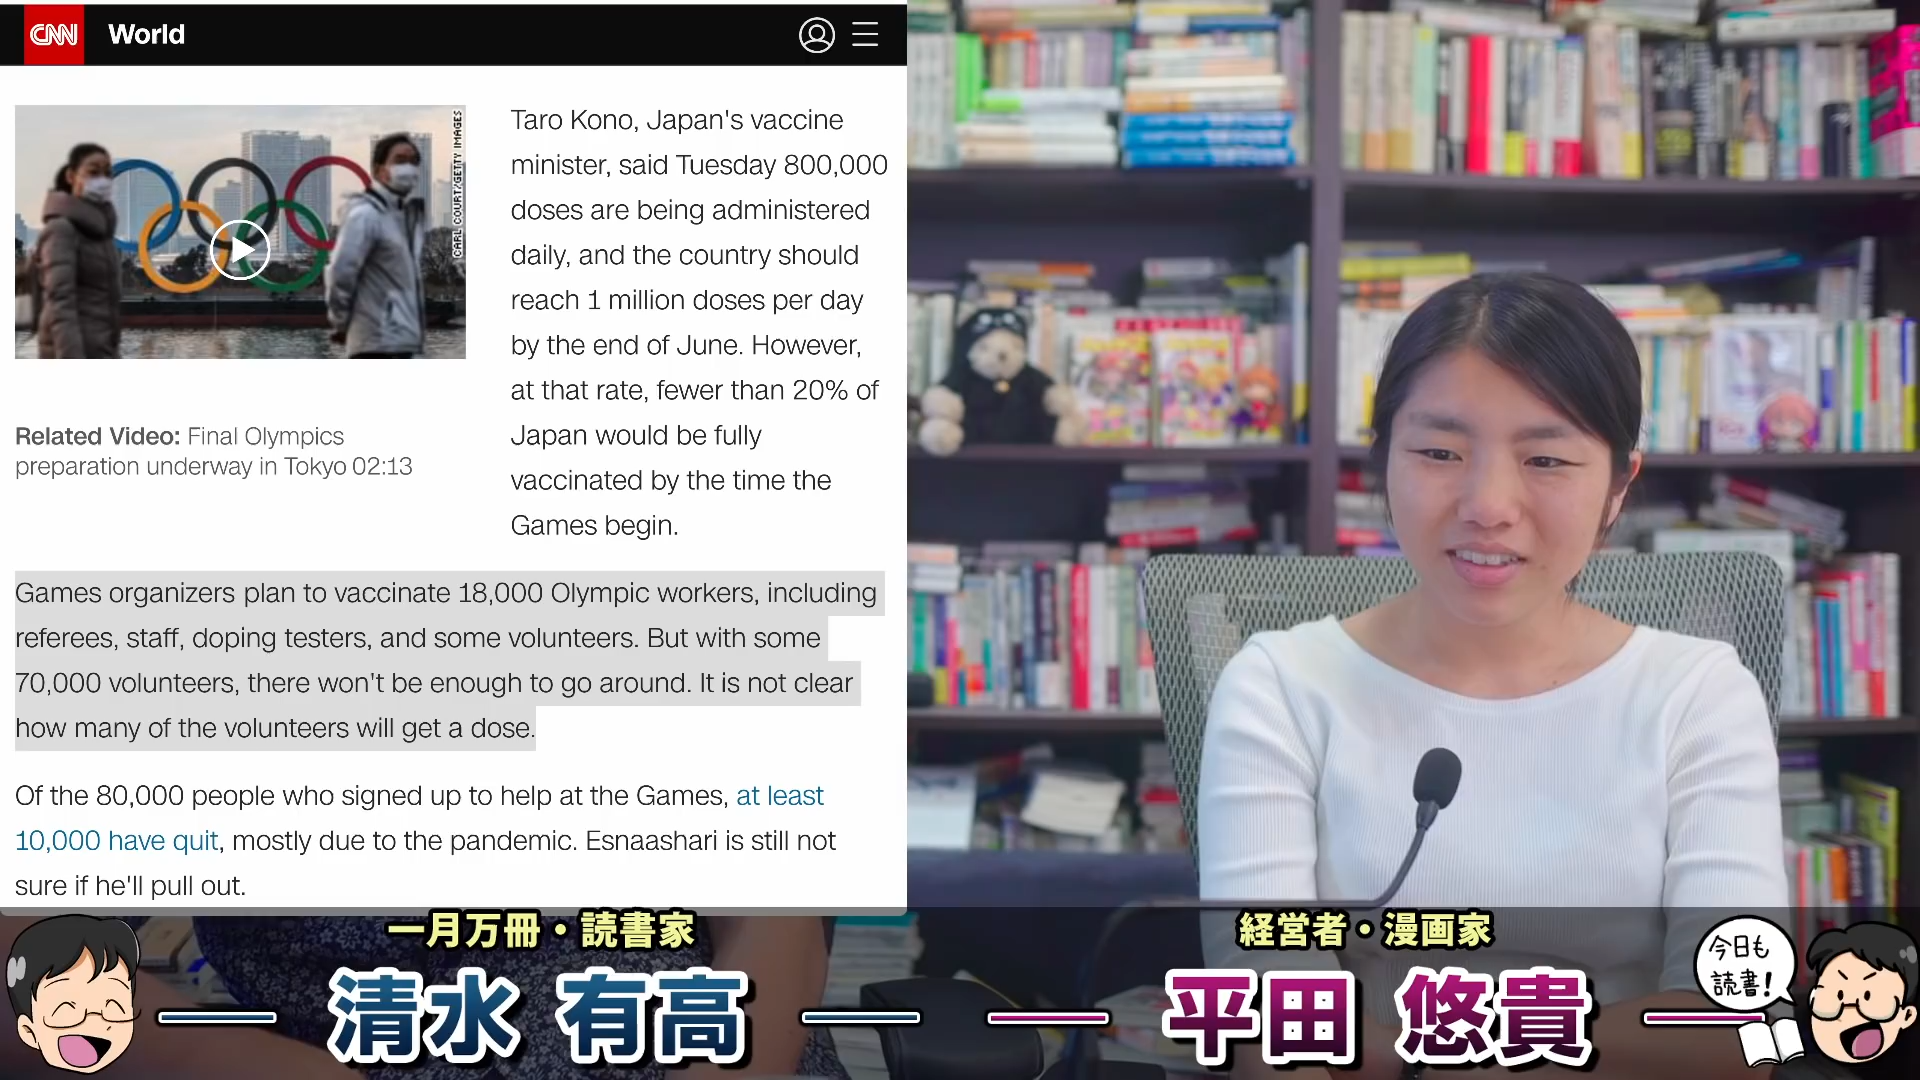 CNN World
CARL COURT/GETTY IMAGES
Related Video: Final Olympics
preparation underway in Tokyo 02:13
Taro Kono, Japan's vaccine
minister, said Tuesday 800,000
doses are being administered
daily, and the country should
reach 1 million doses per day
by the end of June. However,
at that rate, fewer than 20% of
Japan would be fully
vaccinated by the time the
Games begin.
Games organizers plan to vaccinate 18,000 Olympic workers, including
referees, staff, doping testers, and some volunteers. But with some
70,000 volunteers, there won't be enough to go around. It is not clear
how many of the volunteers will get a dose.
Of the 80,000 people who signed up to help at the Games, at least
10,000 have quit, mostly due to the pandemic. Esnaashari is still not
sure if he'll pull out.
一月万冊・読書家
清水 有高
経営者・漫画家
平田 悠貴
今日も
読書!